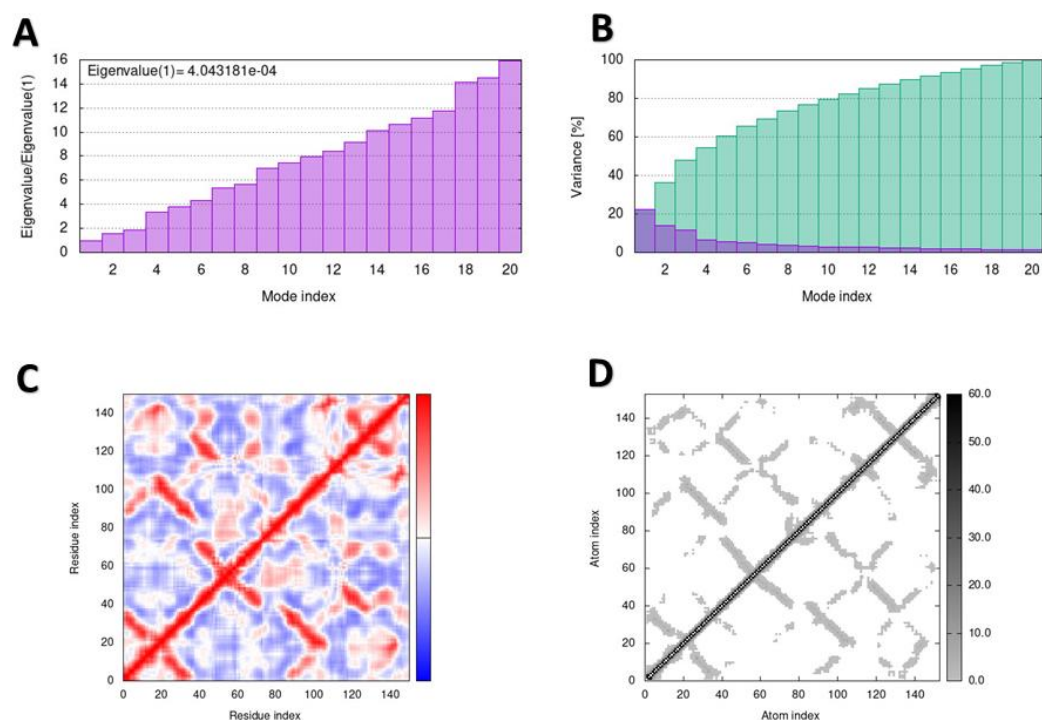 A
B
Eigenvalue/Eigenvalue(1)
16
14
12
10
8
6
4
2
0
Eigenvalue(1)= 4.043181e-04
2 4 6 8 10 12 14 16 18 20
Mode index
Variance [%]
100
80
60
40
20
0
2 4 6 8 10 12 14 16 18 20
Mode index
C
D
Residue index
140
120
100
80
60
40
20
0
0 20 40 60 80 100 120 140
Residue index
Atom index
140
120
100
80
60
40
20
0
0 20 40 60 80 100 120 140
Atom index
60.0
50.0
40.0
30.0
20.0
10.0
0.0